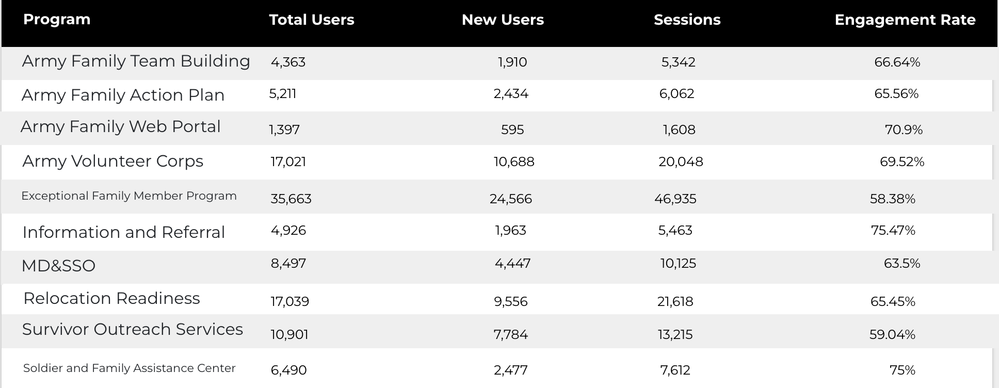 Program Total Users New Users Sessions Engagement Rate
Army Family Team Building 4,363 1,910 5,342 66.64%
Army Family Action Plan 5,211 2,434 6,062 65.56%
Army Family Web Portal 1,397 595 1,608 70.9%
Army Volunteer Corps 17,021 10,688 20,048 69.52%
Exceptional Family Member Program 35,663 24,566 46,935 58.38%
Information and Referral 4,926 1,963 5,463 75.47%
MD&SSO 8,497 4,447 10,125 63.5%
Relocation Readiness 17,039 9,556 21,618 65.45%
Survivor Outreach Services 10,901 7,784 13,215 59.04%
Soldier and Family Assistance Center 6,490 2,477 7,612 75%